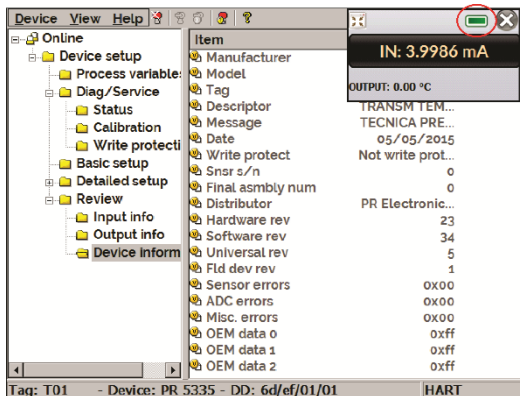 Device View Help
Online
Device setup
Process variable
Diag/Service
Status
Calibration
Write protecti
Basic setup
Detailed setup
Review
Input info
Output info
Device inform
Item
Manufacturer
Model
Tag
Descriptor TRANSM TEM...
Message TECNICA PRE...
Date 05/05/2015
Write protect Not write prot...
Snsr s/n 0
Final asmbly num 0
Distributor PR Electronic...
Hardware rev 23
Software rev 34
Universal rev 5
Fld dev rev 1
Sensor errors 0x00
ADC errors 0x00
Misc. errors 0x00
OEM data 0 0xff
OEM data 1 0xff
OEM data 2 0xff
IN: 3.9986 mA
OUTPUT: 0.00 °C
Tag: T01 - Device: PR 5335 - DD: 6d/ef/01/01 HART